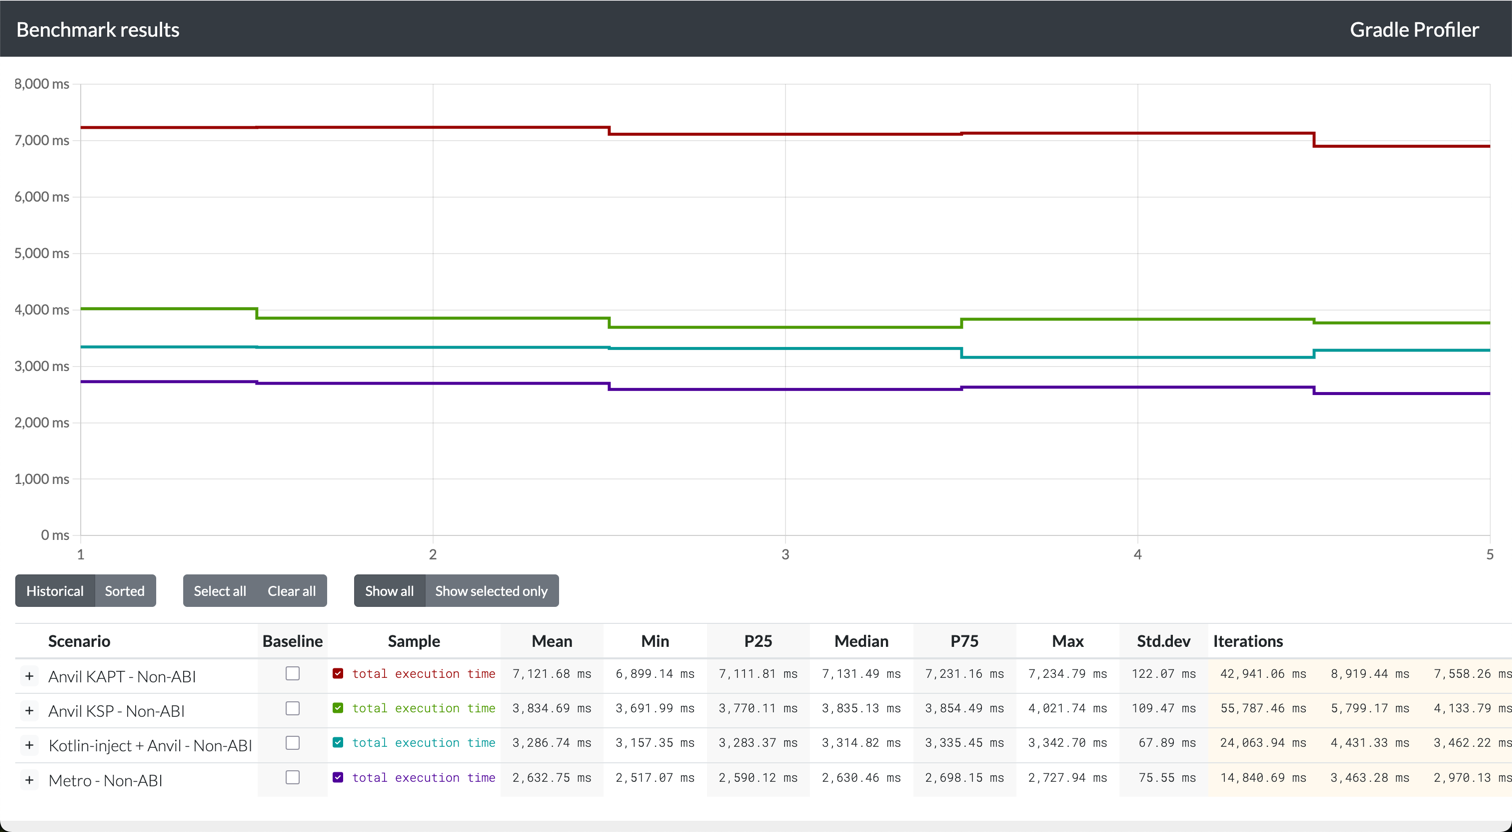 Benchmark results
Gradle Profiler
8,000 ms
7,000 ms
6,000 ms
5,000 ms
4,000 ms
3,000 ms
2,000 ms
1,000 ms
0 ms
1 2 3 4 5
Historical Sorted Select all Clear all Show all Show selected only
Scenario Baseline Sample Mean Min P25 Median P75 Max Std.dev Iterations
+ Anvil KAPT - Non-ABI total execution time 7,121.68 ms 6,899.14 ms 7,111.81 ms 7,131.49 ms 7,231.16 ms 7,234.79 ms 122.07 ms 42,941.06 ms 8,919.44 ms 7,558.26 ms
+ Anvil KSP - Non-ABI total execution time 3,834.69 ms 3,691.99 ms 3,770.11 ms 3,835.13 ms 3,854.49 ms 4,021.74 ms 109.47 ms 55,787.46 ms 5,799.17 ms 4,133.79 ms
+ Kotlin-inject + Anvil - Non-ABI total execution time 3,286.74 ms 3,157.35 ms 3,283.37 ms 3,314.82 ms 3,335.45 ms 3,342.70 ms 67.89 ms 24,063.94 ms 4,431.33 ms 3,462.22 ms
+ Metro - Non-ABI total execution time 2,632.75 ms 2,517.07 ms 2,590.12 ms 2,630.46 ms 2,698.15 ms 2,727.94 ms 75.55 ms 14,840.69 ms 3,463.28 ms 2,970.13 ms